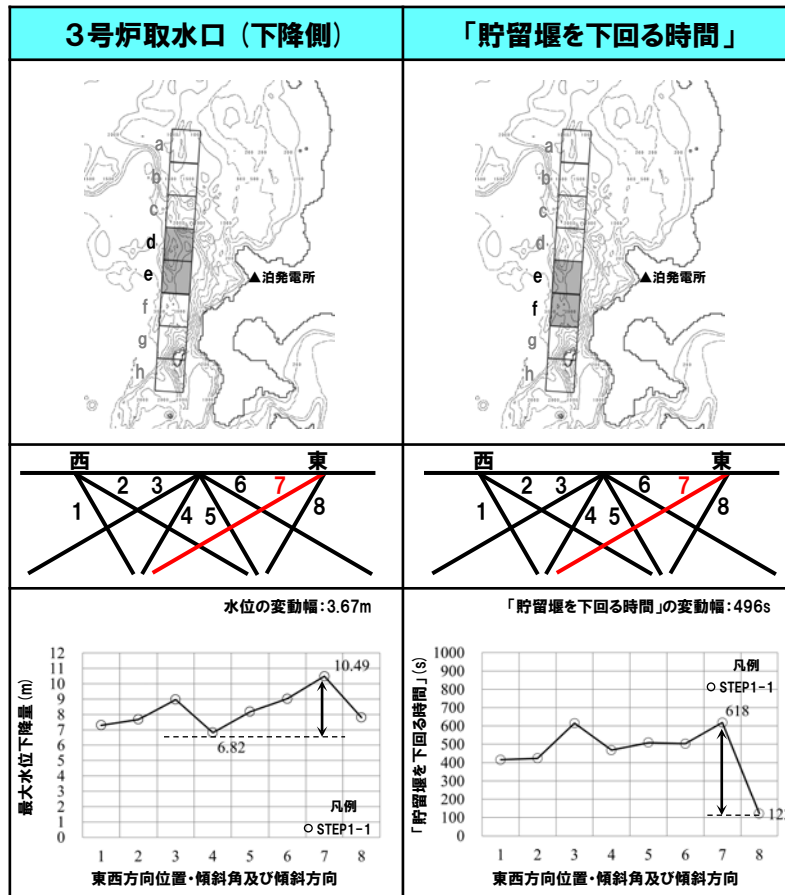 3号炉取水口(下降側)
「貯留堰を下回る時間」
a
b
c
d
e
f
g
h
▲泊発電所
a
b
c
d
e
f
g
h
▲泊発電所
西 東
1 2 3 4 5 6 7 8
西 東
1 2 3 4 5 6 7 8
水位の変動幅:3.67m
最大水位下降量(m)
12
11
10
9
8
7
6
5
4
3
2
1
0
10.49
6.82
凡例
○ STEP1-1
1 2 3 4 5 6 7 8
東西方向位置・傾斜角及び傾斜方向
「貯留堰を下回る時間」の変動幅:496s
「貯留堰を下回る時間」(s)
1000
900
800
700
600
500
400
300
200
100
0
凡例
○ STEP1-1
618
1 2 3 4 5 6 7 8
東西方向位置・傾斜角及び傾斜方向